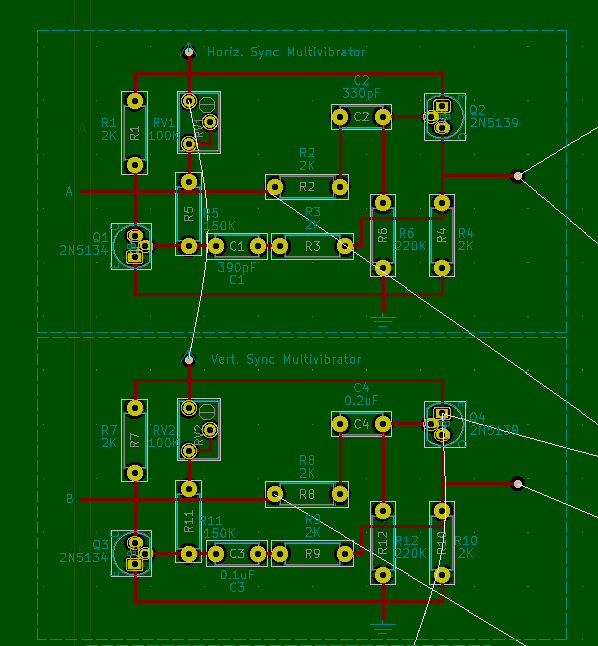 Horiz. Sync Multivibrator
C2
330pF
C2
Q2
2N5139
R1
2K
R1
RV1
100K
RV1
R2
2K
R2
A
R5
R5
150K
R3
2K
R3
R6
R6
220K
R4
R4
2K
Q1
2N5134
C1
390pF
C1
Vert. Sync Multivibrator
C4
0.2uF
C4
Q4
2N5139
R7
2K
R7
RV2
100K
RV2
R8
2K
R8
B
R11
R11
150K
R9
2K
R9
R12
R12
220K
R10
R10
2K
Q3
2N5134
C3
0.1uF
C3